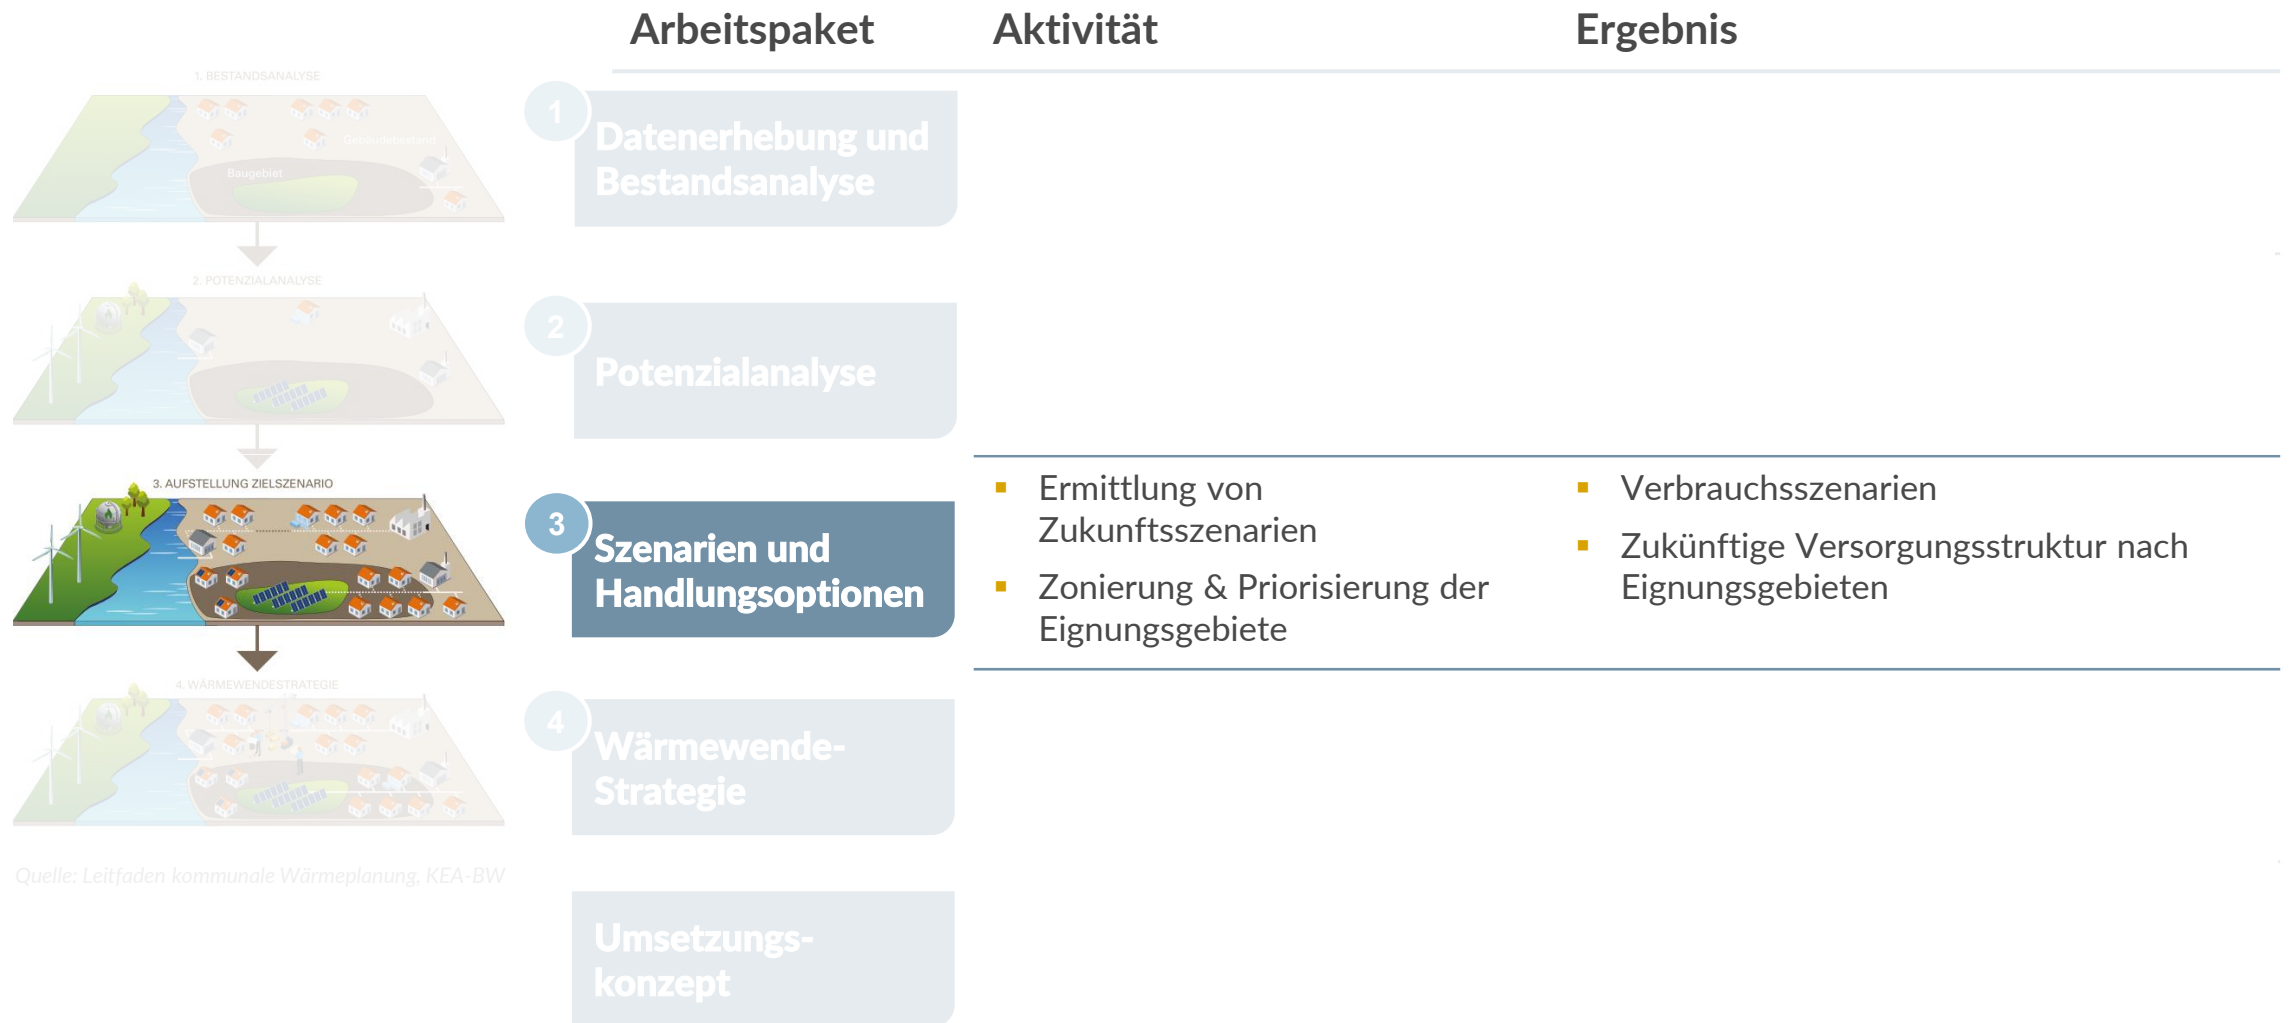 Arbeitspaket
Aktivität
Ergebnis
1. BESTANDSANALYSE
Gebäudebestand
Baugebiet
1
Datenerhebung und
Bestandsanalyse
2. POTENZIALANALYSE
2
Potenzialanalyse
3. AUFSTELLUNG ZIELSZENARIO
3
Szenarien und
Handlungsoptionen
▪ Ermittlung von
Zukunftsszenarien
▪ Zonierung & Priorisierung der
Eignungsgebiete
▪ Verbrauchsszenarien
▪ Zukünftige Versorgungsstruktur nach
Eignungsgebieten
4. WÄRMEWENDESTRATEGIE
4
Wärmewende-
Strategie
Quelle: Leitfaden kommunale Wärmeplanung, KEA-BW
Umsetzungs-
konzept